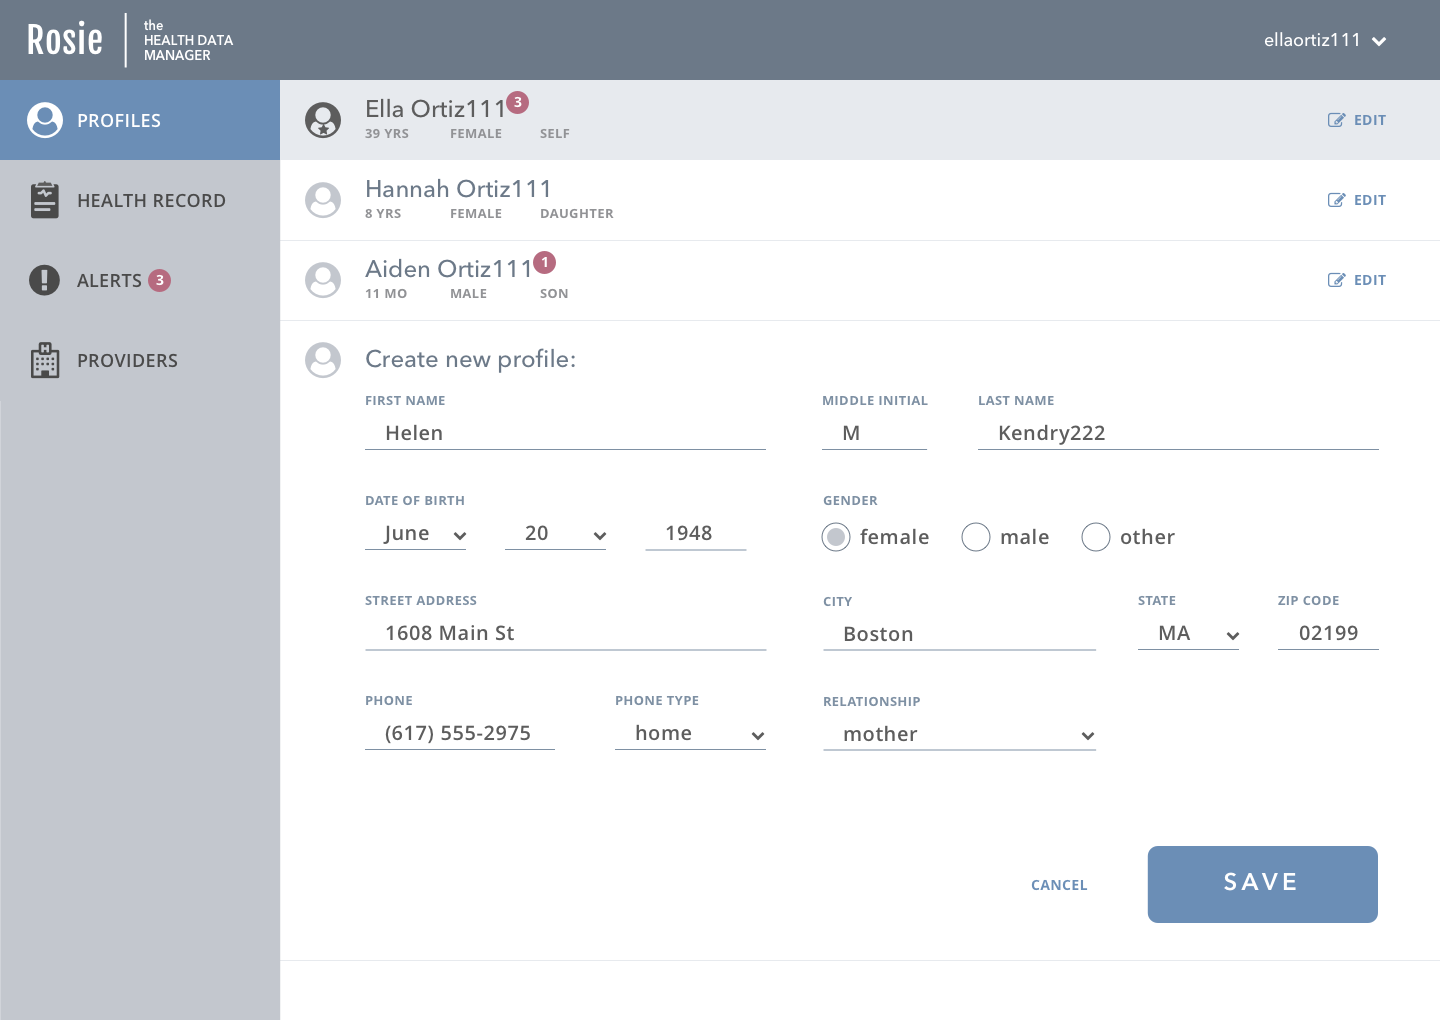 Rosie
the
HEALTH DATA
MANAGER
ellaortiz111
PROFILES
HEALTH RECORD
ALERTS 3
PROVIDERS
Ella Ortiz111 3
39 YRS FEMALE SELF
EDIT
Hannah Ortiz111
8 YRS FEMALE DAUGHTER
EDIT
Aiden Ortiz111 1
11 MO MALE SON
EDIT
Create new profile:
FIRST NAME MIDDLE INITIAL LAST NAME
Helen M Kendry222
DATE OF BIRTH GENDER
June 20 1948 female male other
STREET ADDRESS CITY STATE ZIP CODE
1608 Main St Boston MA 02199
PHONE PHONE TYPE RELATIONSHIP
(617) 555-2975 home mother
CANCEL SAVE